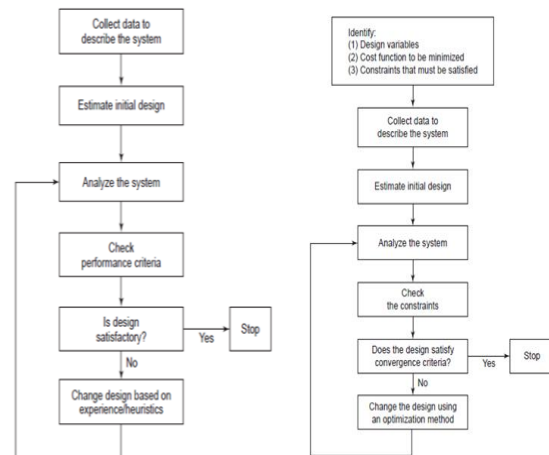 Collect data to
describe the system
Estimate initial design
Analyze the system
Check
performance criteria
Is design
satisfactory?
Yes
Stop
No
Change design based on
experience/heuristics
Identify:
(1) Design variables
(2) Cost function to be minimized
(3) Constraints that must be satisfied
Collect data to
describe the system
Estimate initial design
Analyze the system
Check
the constraints
Does the design satisfy
convergence criteria?
Yes
Stop
No
Change the design using
an optimization method